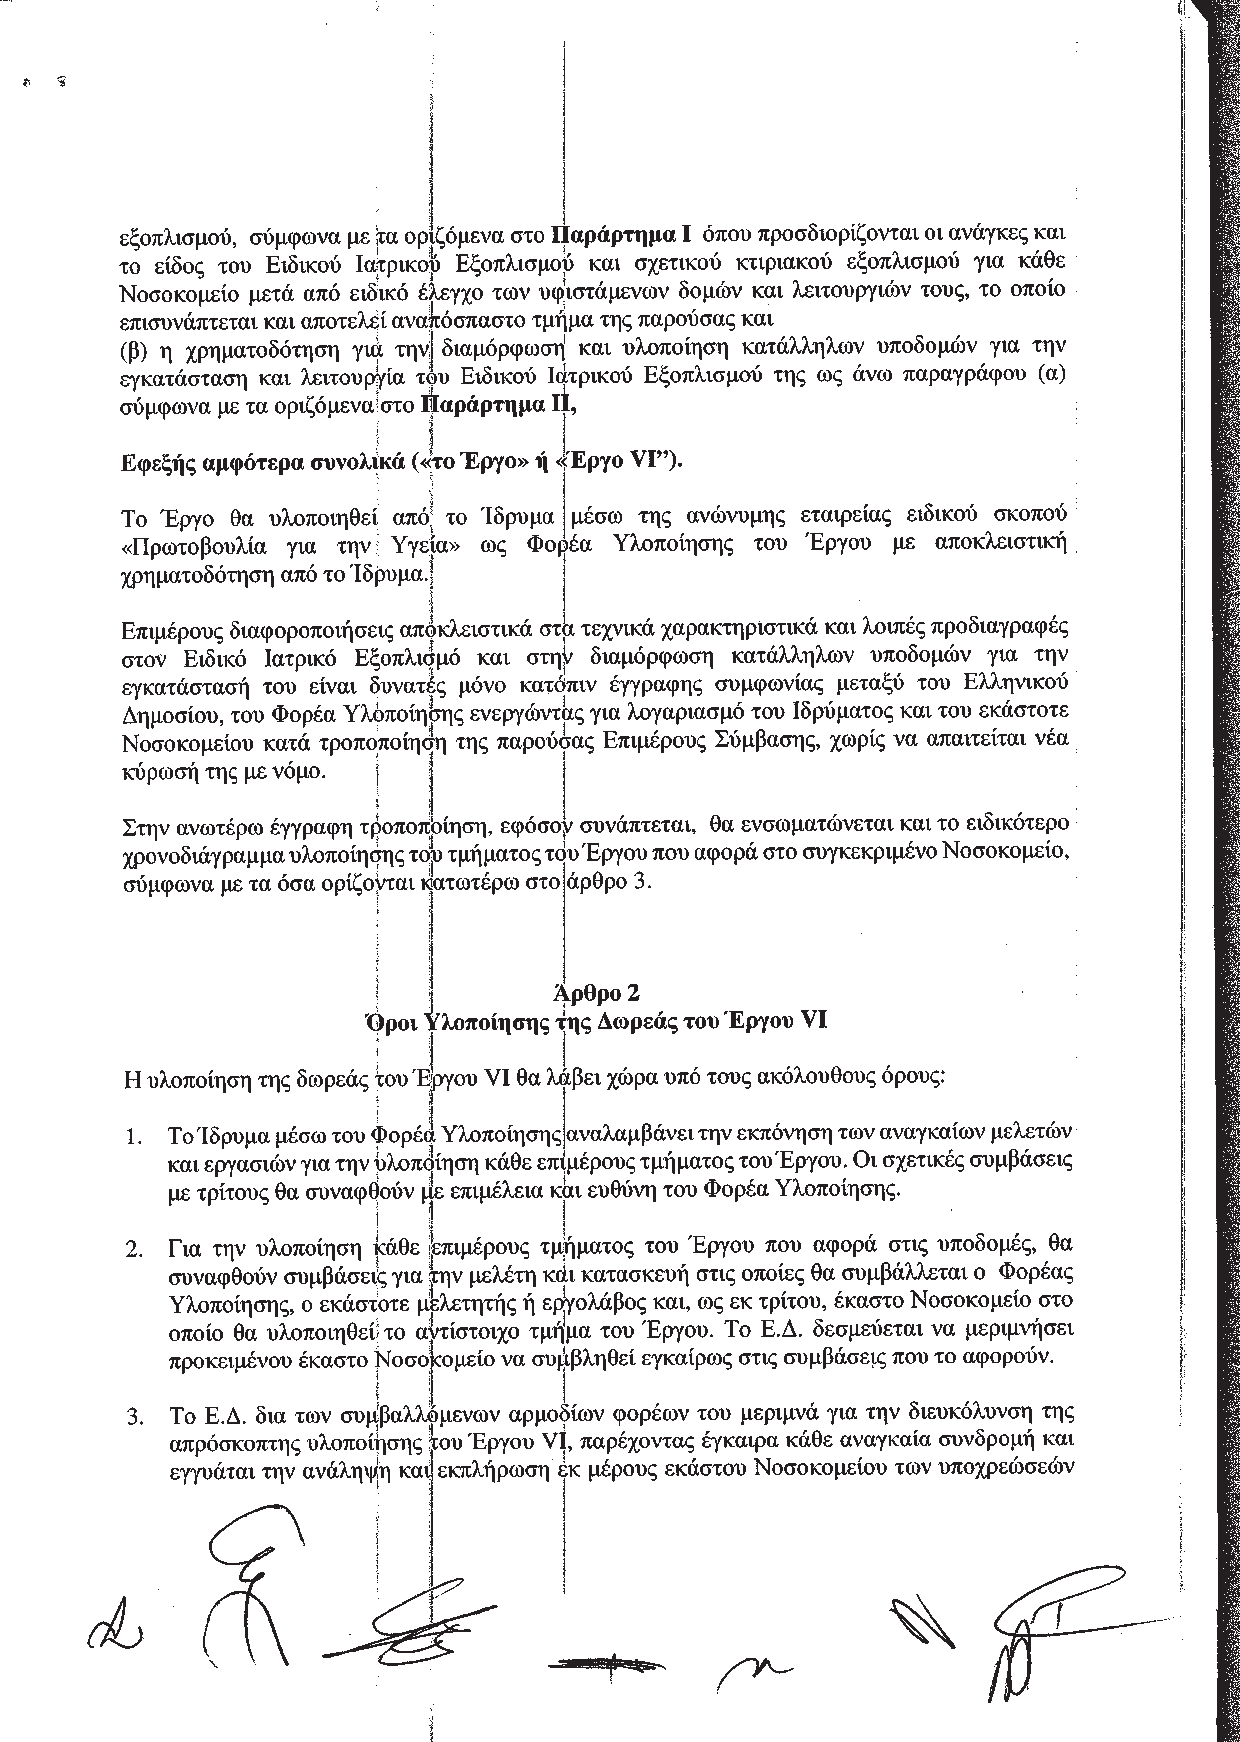 εξοπλισμού, σύμφωνα με τα οριζόμενα στο Παράρτημα Ι όπου προσδιορίζονται οι ανάγκες και
το είδος του Ειδικού Ιατρικού Εξοπλισμού και σχετικού κτιριακού εξοπλισμού για κάθε
Νοσοκομείο μετά από ειδικό έλεγχο των υφιστάμενων δομών και λειτουργιών τους, το οποίο
επισυνάπτεται και αποτελεί αναπόσπαστο τμήμα της παρούσας και
(β) η χρηματοδότηση για την διαμόρφωση και υλοποίηση κατάλληλων υποδομών για την
εγκατάσταση και λειτουργία του Ειδικού Ιατρικού Εξοπλισμού της ως άνω παραγράφου (α)
σύμφωνα με τα οριζόμενα στο Παράρτημα ΙΙ,
Εφεξής αμφότερα συνολικά («το Έργο» ή «Έργο VI”).
Το Έργο θα υλοποιηθεί από το Ίδρυμα μέσω της ανώνυμης εταιρείας ειδικού σκοπού
«Πρωτοβουλία για την Υγεία» ως Φορέα Υλοποίησης του Έργου με αποκλειστική
χρηματοδότηση από το Ίδρυμα.
Επιμέρους διαφοροποιήσεις αποκλειστικά στα τεχνικά χαρακτηριστικά και λοιπές προδιαγραφές
στον Ειδικό Ιατρικό Εξοπλισμό και στην διαμόρφωση κατάλληλων υποδομών για την
εγκατάστασή του είναι δυνατές μόνο κατόπιν έγγραφης συμφωνίας μεταξύ του Ελληνικού
Δημοσίου, του Φορέα Υλοποίησης ενεργώντας για λογαριασμό του Ιδρύματος και του εκάστοτε
Νοσοκομείου κατά τροποποίηση της παρούσας Επιμέρους Σύμβασης, χωρίς να απαιτείται νέα
κύρωσή της με νόμο.
Στην ανωτέρω έγγραφη τροποποίηση, εφόσον συνάπτεται, θα ενσωματώνεται και το ειδικότερο
χρονοδιάγραμμα υλοποίησης του τμήματος του Έργου που αφορά στο συγκεκριμένο Νοσοκομείο,
σύμφωνα με τα όσα ορίζονται κατωτέρω στο άρθρο 3.
Άρθρο 2
Όροι Υλοποίησης της Δωρεάς του Έργου VI
Η υλοποίηση της δωρεάς του Έργου VI θα λάβει χώρα υπό τους ακόλουθους όρους:
1. Το Ίδρυμα μέσω του Φορέα Υλοποίησης αναλαμβάνει την εκπόνηση των αναγκαίων μελετών
και εργασιών για την υλοποίηση κάθε επιμέρους τμήματος του Έργου. Οι σχετικές συμβάσεις
με τρίτους θα συναφθούν με επιμέλεια και ευθύνη του Φορέα Υλοποίησης.
2. Για την υλοποίηση κάθε επιμέρους τμήματος του Έργου που αφορά στις υποδομές, θα
συναφθούν συμβάσεις για την μελέτη και κατασκευή στις οποίες θα συμβάλλεται ο Φορέας
Υλοποίησης, ο εκάστοτε μελετητής ή εργολάβος και, ως εκ τρίτου, έκαστο Νοσοκομείο στο
οποίο θα υλοποιηθεί το αντίστοιχο τμήμα του Έργου. Το Ε.Δ. δεσμεύεται να μεριμνήσει
προκειμένου έκαστο Νοσοκομείο να συμβληθεί εγκαίρως στις συμβάσεις που το αφορούν.
3. Το Ε.Δ. δια των συμβαλλόμενων αρμοδίων φορέων του μεριμνά για την διευκόλυνση της
απρόσκοπτης υλοποίησης του Έργου VI, παρέχοντας έγκαιρα κάθε αναγκαία συνδρομή και
εγγυάται την ανάληψη και εκπλήρωση εκ μέρους εκάστου Νοσοκομείου των υποχρεώσεών